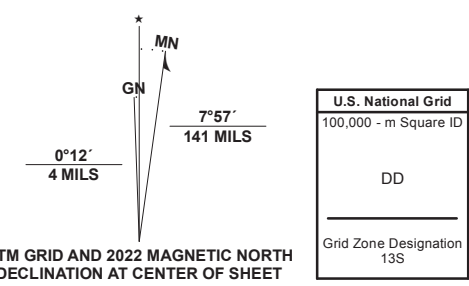 MN
GN
7°57´
141 MILS
0°12´
4 MILS
TM GRID AND 2022 MAGNETIC NORTH
DECLINATION AT CENTER OF SHEET
U.S. National Grid
100,000 - m Square ID
DD
Grid Zone Designation
13S